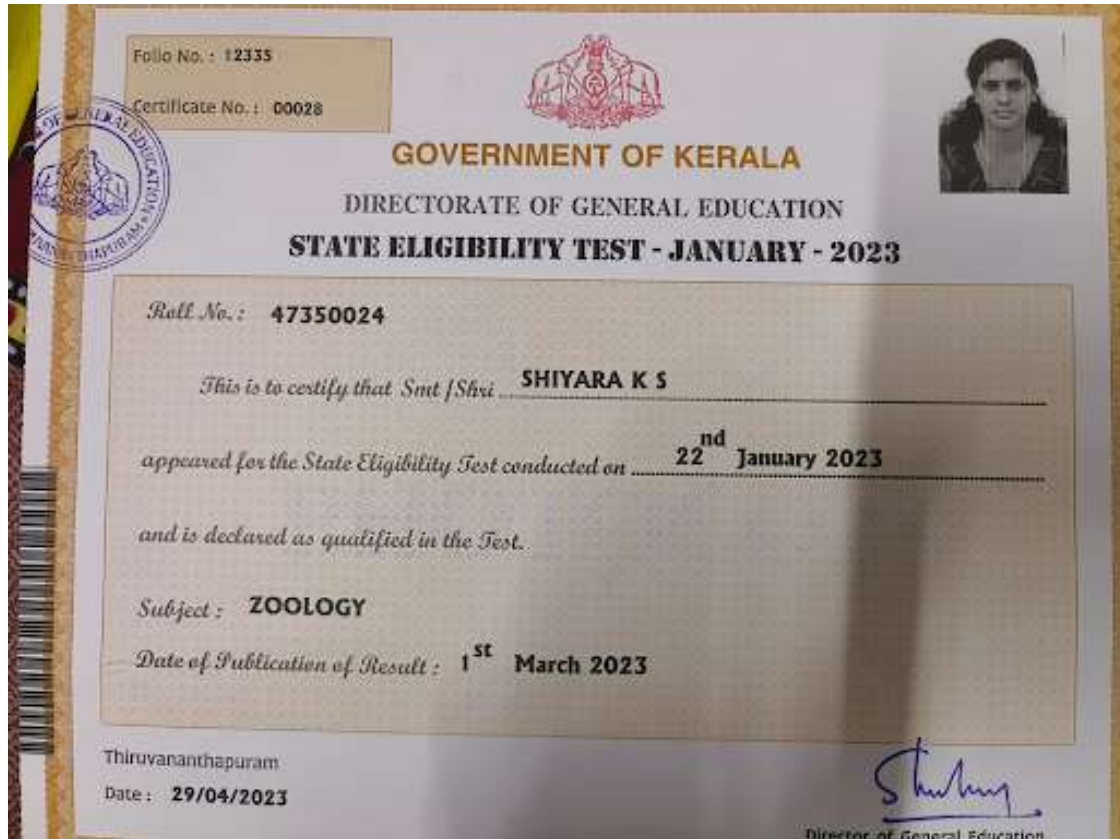 Folio No. : 12335
Certificate No. : 00028
OF GENERAL EDUCATION
GOVERNMENT OF KERALA
DIRECTORATE OF GENERAL EDUCATION
STATE ELIGIBILITY TEST - JANUARY - 2023
Roll No. : 47350024
This is to certify that Smt / Shri SHIYARA K S
appeared for the State Eligibility Test conducted on 22nd January 2023
and is declared as qualified in the Test.
Subject : ZOOLOGY
Date of Publication of Result : 1st March 2023
Thiruvananthapuram
Date : 29/04/2023
Director of General Education